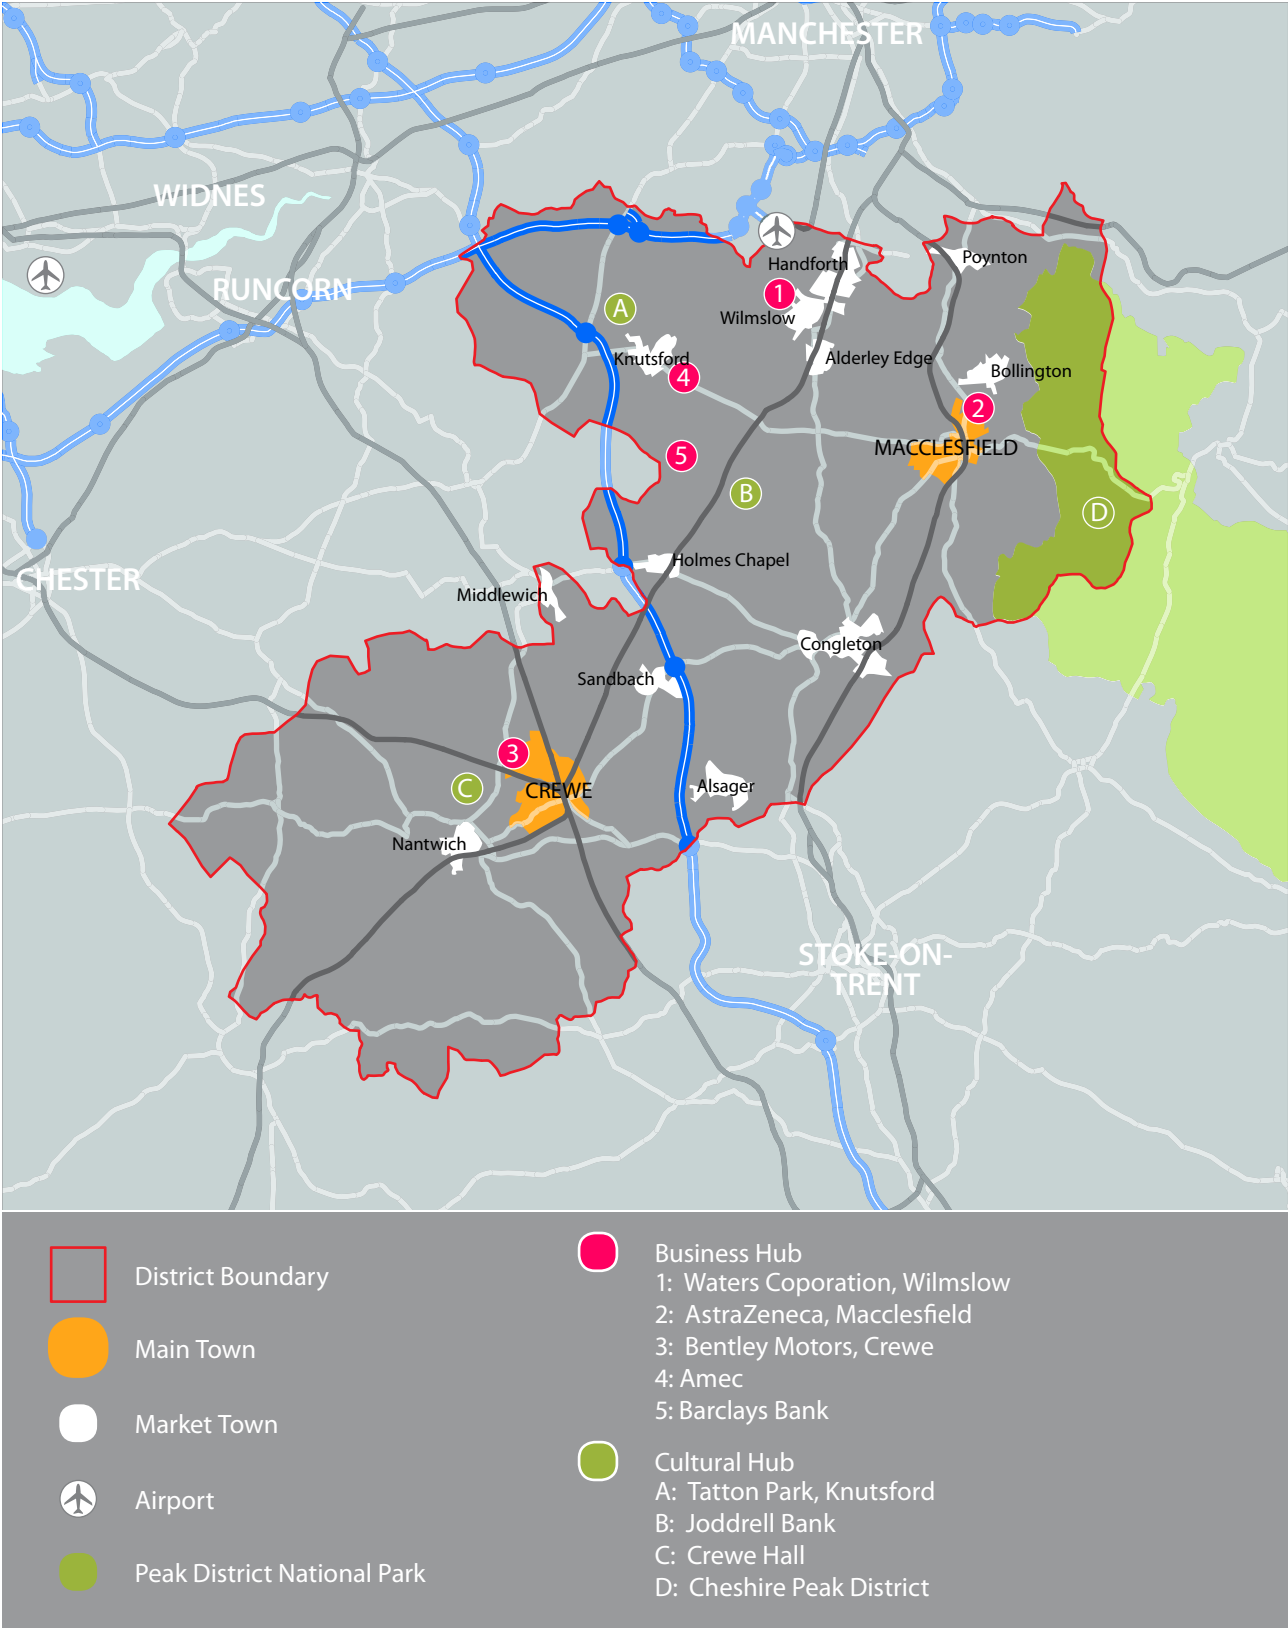 MANCHESTER
WIDNES
RUNCORN
Handforth
Poynton
1
A
Wilmslow
Knutsford
Alderley Edge
Bollington
4
2
MACCLESFIELD
5
B
D
Holmes Chapel
CHESTER
Middlewich
Congleton
Sandbach
3
C
CREWE
Alsager
Nantwich
STOKE-ON-
TRENT
District Boundary
Main Town
Market Town
Airport
Peak District National Park
Business Hub
1: Waters Coporation, Wilmslow
2: AstraZeneca, Macclesfield
3: Bentley Motors, Crewe
4: Amec
5: Barclays Bank
Cultural Hub
A: Tatton Park, Knutsford
B: Joddrell Bank
C: Crewe Hall
D: Cheshire Peak District